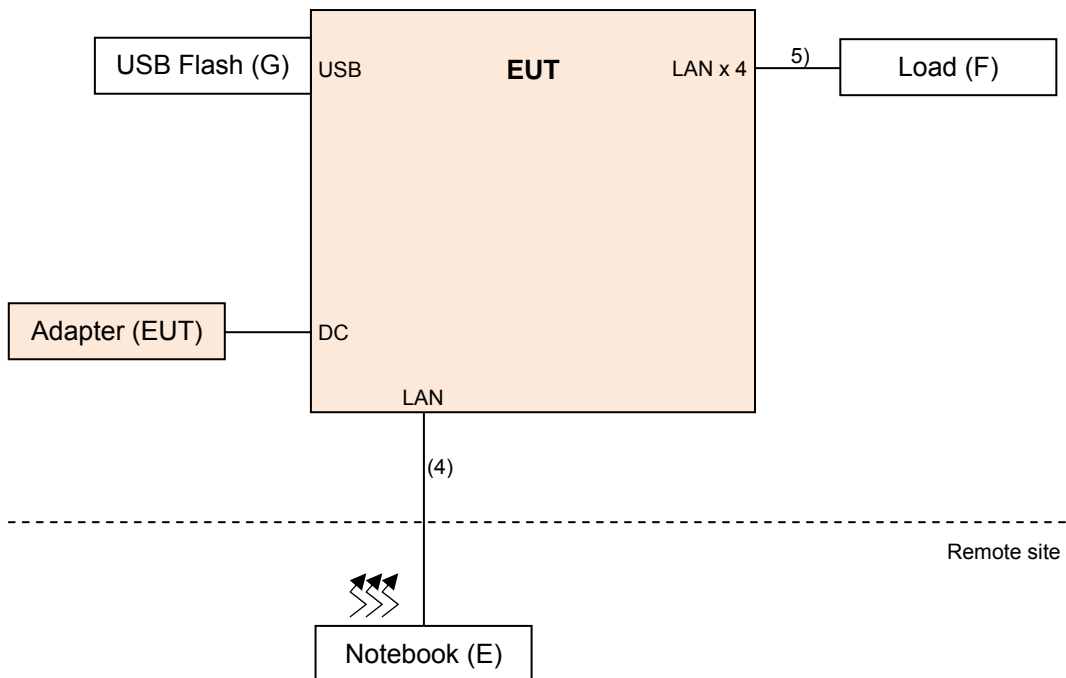 USB Flash (G)
USB
EUT
LAN x 4
5)
Load (F)
Adapter (EUT)
DC
LAN
(4)
Remote site
Notebook (E)